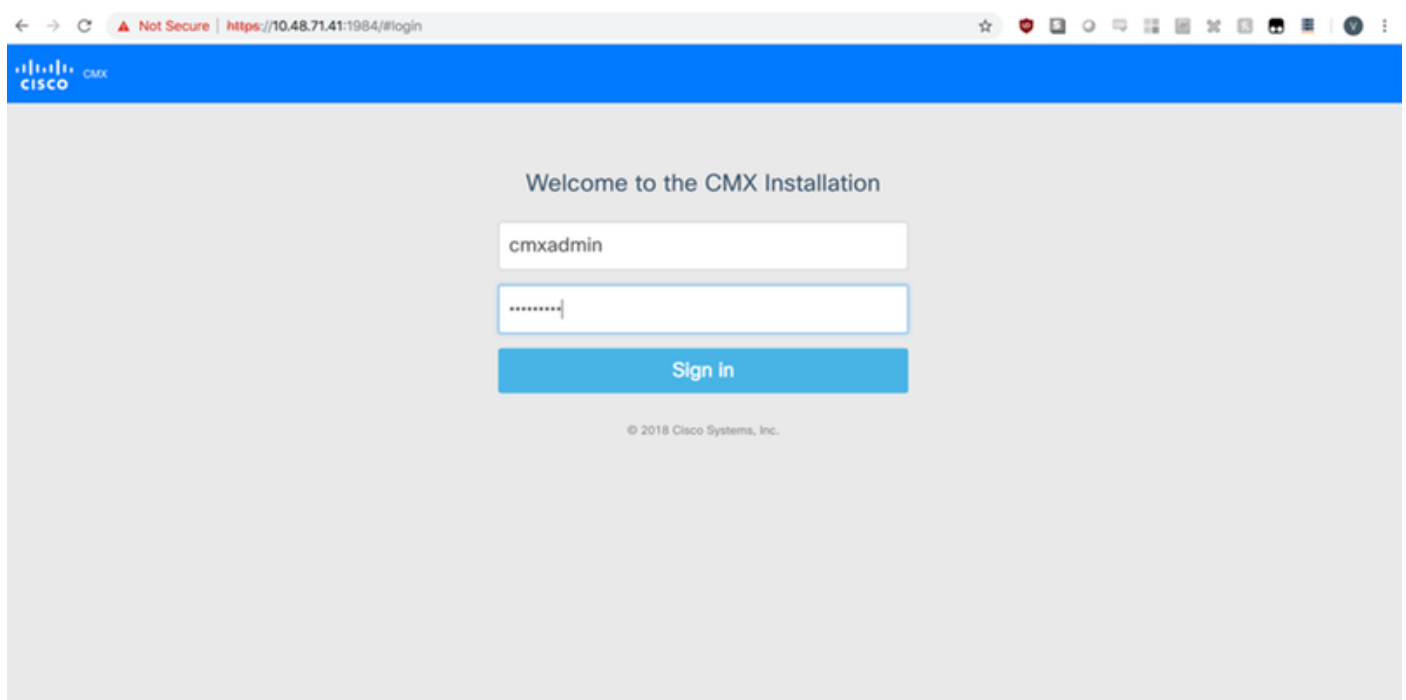 Not Secure | https://10.48.71.41:1984/#login
CISCO CMX
Welcome to the CMX Installation
cmxadmin
•••••••••
Sign in
© 2018 Cisco Systems, Inc.